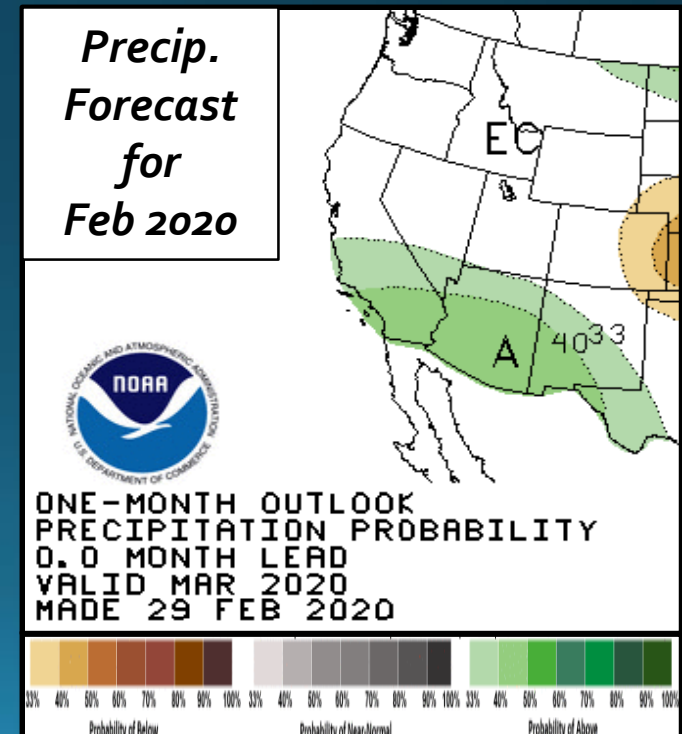 Precip.
Forecast
for
Feb 2020
EC
A
40
33
NATIONAL OCEANIC AND ATMOSPHERIC ADMINISTRATION
NOAA
U.S. DEPARTMENT OF COMMERCE
ONE-MONTH OUTLOOK
PRECIPITATION PROBABILITY
0.0 MONTH LEAD
VALID MAR 2020
MADE 29 FEB 2020
33% 40% 50% 60% 70% 80% 90% 100% 33% 40% 50% 60% 70% 80% 90% 100% 33% 40% 50% 60% 70% 80% 90% 100%
Probability of Below Probability of Near-Normal Probability of Above